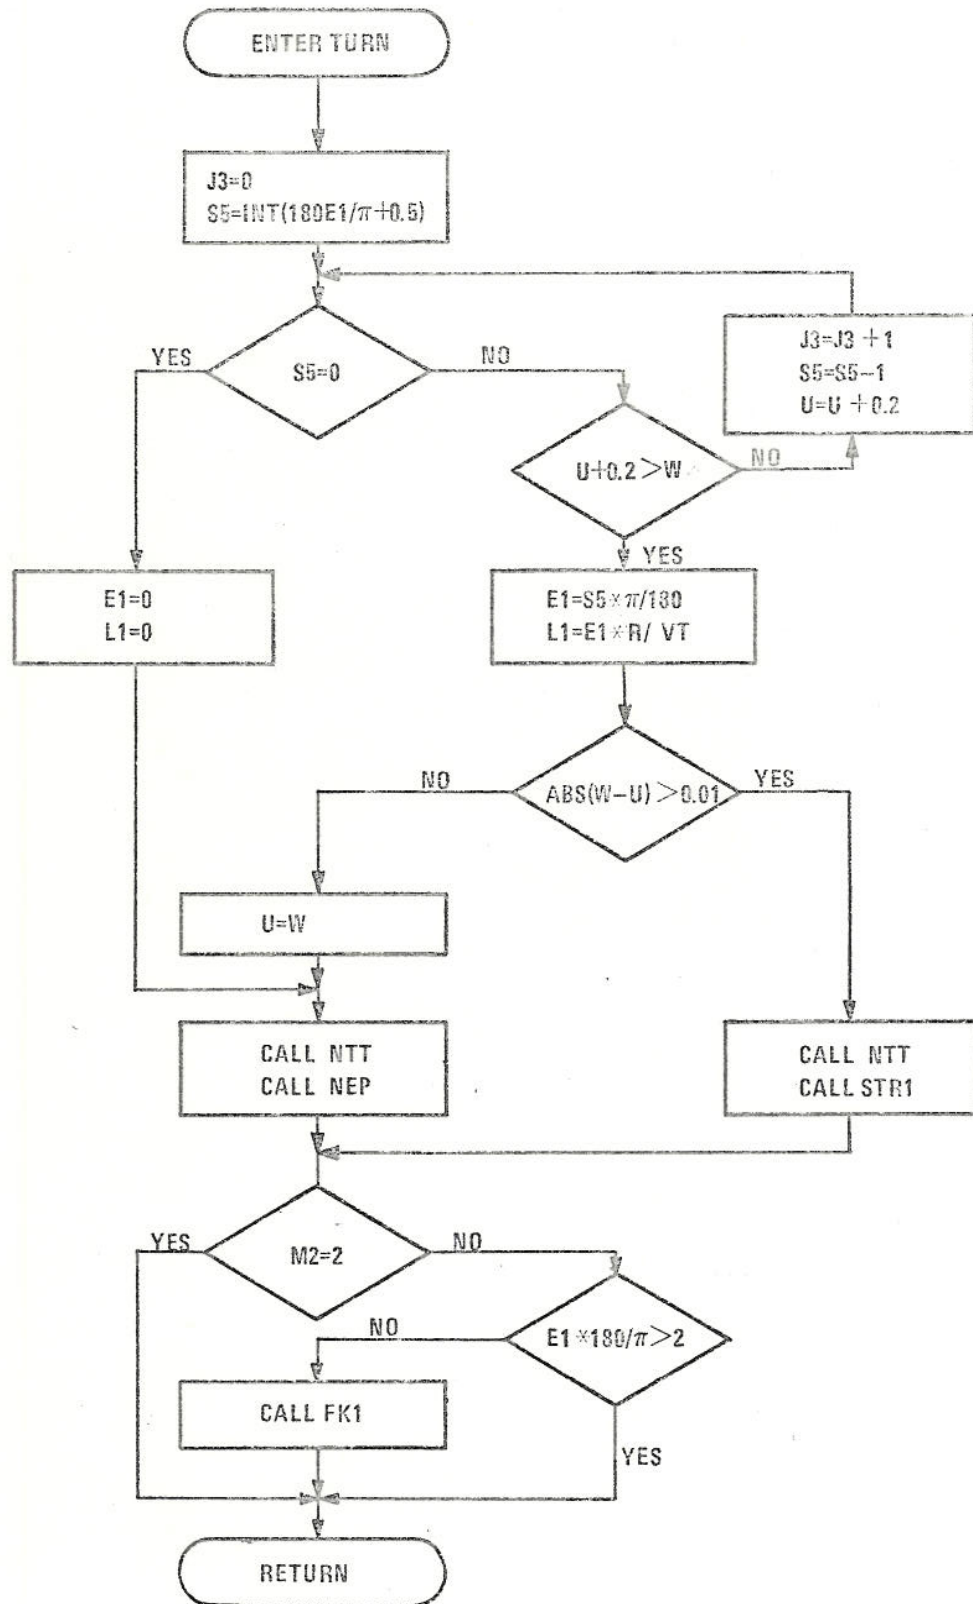 ENTER TURN
J3=0
S5=INT(180E1/π+0.5)
YES
S5=0
NO
J3=J3+1
S5=S5-1
U=U+0.2
U+0.2>W
NO
YES
E1=0
L1=0
E1=S5*π/180
L1=E1*R/ VT
NO
ABS(W-U)>0.01
YES
U=W
CALL NTT
CALL NEP
CALL NTT
CALL STR1
YES
M2=2
NO
NO
E1*180/π>2
CALL FK1
YES
RETURN